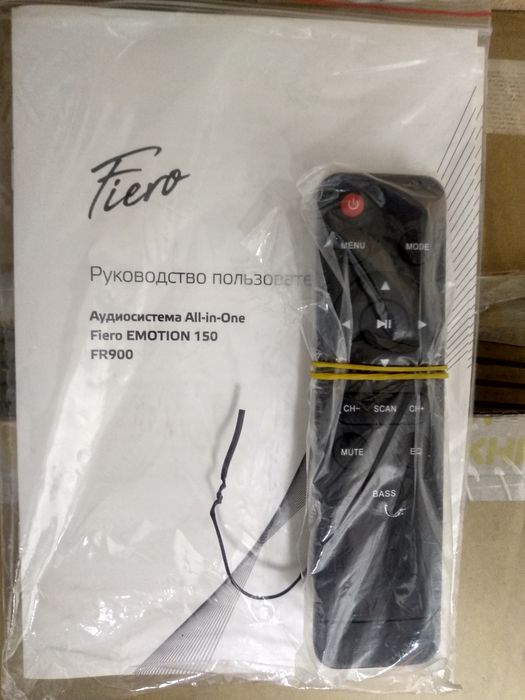 Fiero
Руководство пользовате
Аудиосистема All-in-One
Fiero EMOTION 150
FR900
MENU
MODE
CH−
SCAN
CH+
MUTE
EQ
BASS